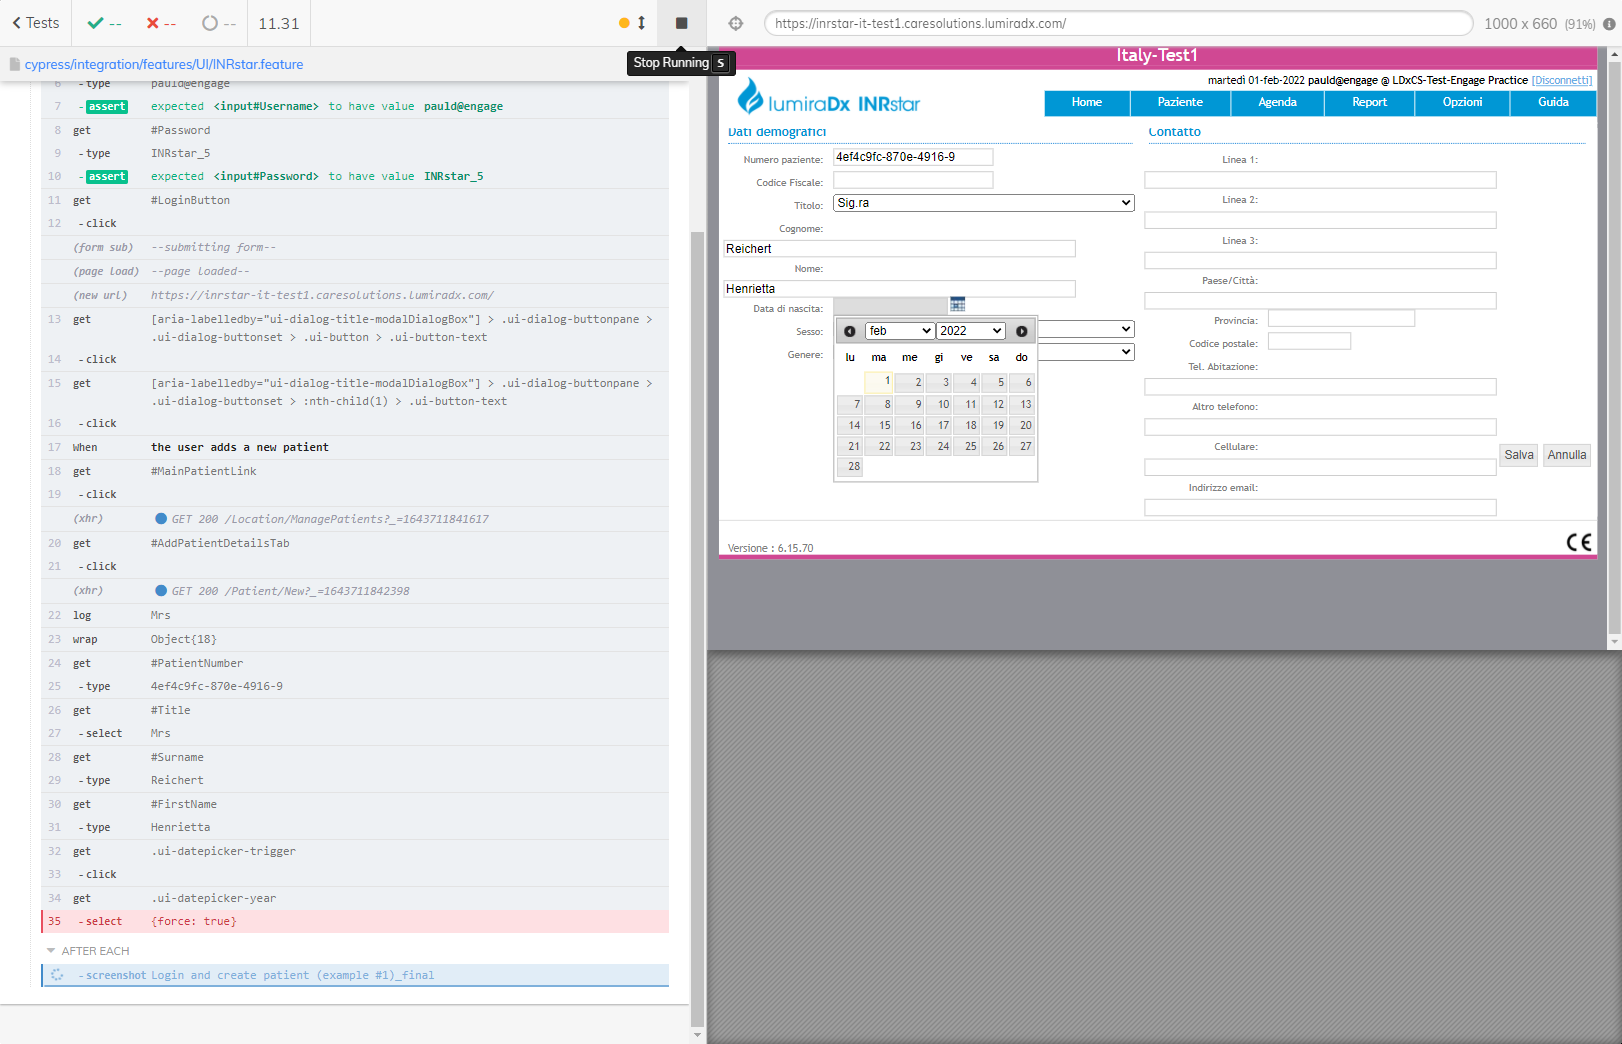 Tests
--
--
--
11.31
Stop Running S
https://inrstar-it-test1.caresolutions.lumiradx.com/
1000 x 660 (91%)
cypress/integration/features/UI/INRstar.feature
6 -type pauld@engage
7 -assert expected <input#Username> to have value pauld@engage
8 get #Password
9 -type INRstar_5
10 -assert expected <input#Password> to have value INRstar_5
11 get #LoginButton
12 -click
(form sub) --submitting form--
(page load) --page loaded--
(new url) https://inrstar-it-test1.caresolutions.lumiradx.com/
13 get [aria-labelledby="ui-dialog-title-modalDialogBox"] > .ui-dialog-buttonpane >
.ui-dialog-buttonset > .ui-button > .ui-button-text
14 -click
15 get [aria-labelledby="ui-dialog-title-modalDialogBox"] > .ui-dialog-buttonpane >
.ui-dialog-buttonset > :nth-child(1) > .ui-button-text
16 -click
17 When the user adds a new patient
18 get #MainPatientLink
19 -click
(xhr) GET 200 /Location/ManagePatients?_=1643711841617
20 get #AddPatientDetailsTab
21 -click
(xhr) GET 200 /Patient/New?_=1643711842398
22 log Mrs
23 wrap Object{18}
24 get #PatientNumber
25 -type 4ef4c9fc-870e-4916-9
26 get #Title
27 -select Mrs
28 get #Surname
29 -type Reichert
30 get #FirstName
31 -type Henrietta
32 get .ui-datepicker-trigger
33 -click
34 get .ui-datepicker-year
35 -select {force: true}
AFTER EACH
-screenshot Login and create patient (example #1)_final
Italy-Test1
martedì 01-feb-2022 pauld@engage @ LDxCS-Test-Engage Practice [Disconnetti]
lumiraDx INRstar
Home Paziente Agenda Report Opzioni Guida
Dati demografici
Numero paziente: 4ef4c9fc-870e-4916-9
Codice Fiscale:
Titolo: Sig.ra
Cognome:
Reichert
Nome:
Henrietta
Data di nascita:
Sesso:
Genere:
feb 2022
lu ma me gi ve sa do
1 2 3 4 5 6
7 8 9 10 11 12 13
14 15 16 17 18 19 20
21 22 23 24 25 26 27
28
Contatto
Linea 1:
Linea 2:
Linea 3:
Paese/Città:
Provincia:
Codice postale:
Tel. Abitazione:
Altro telefono:
Cellulare:
Indirizzo email:
Salva Annulla
Versione : 6.15.70
CE